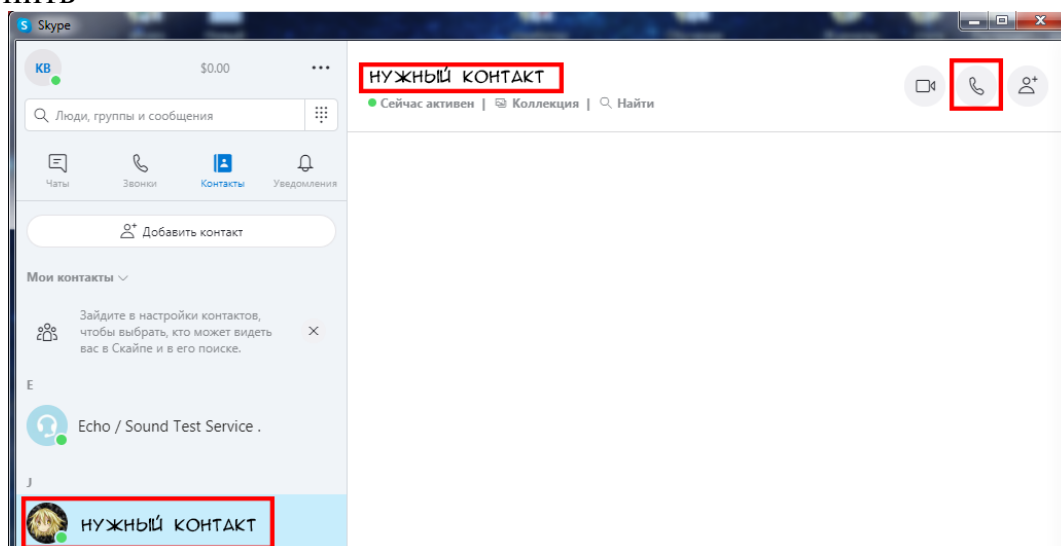 Skype
KB
$0.00
Люди, группы и сообщения
Чаты
Звонки
Контакты
Уведомления
Добавить контакт
Мои контакты
Зайдите в настройки контактов,
чтобы выбрать, кто может видеть
вас в Скайпе и в его поиске.
E
Echo / Sound Test Service .
J
НУЖНЫЙ КОНТАКТ
НУЖНЫЙ КОНТАКТ
Сейчас активен | Коллекция | Найти